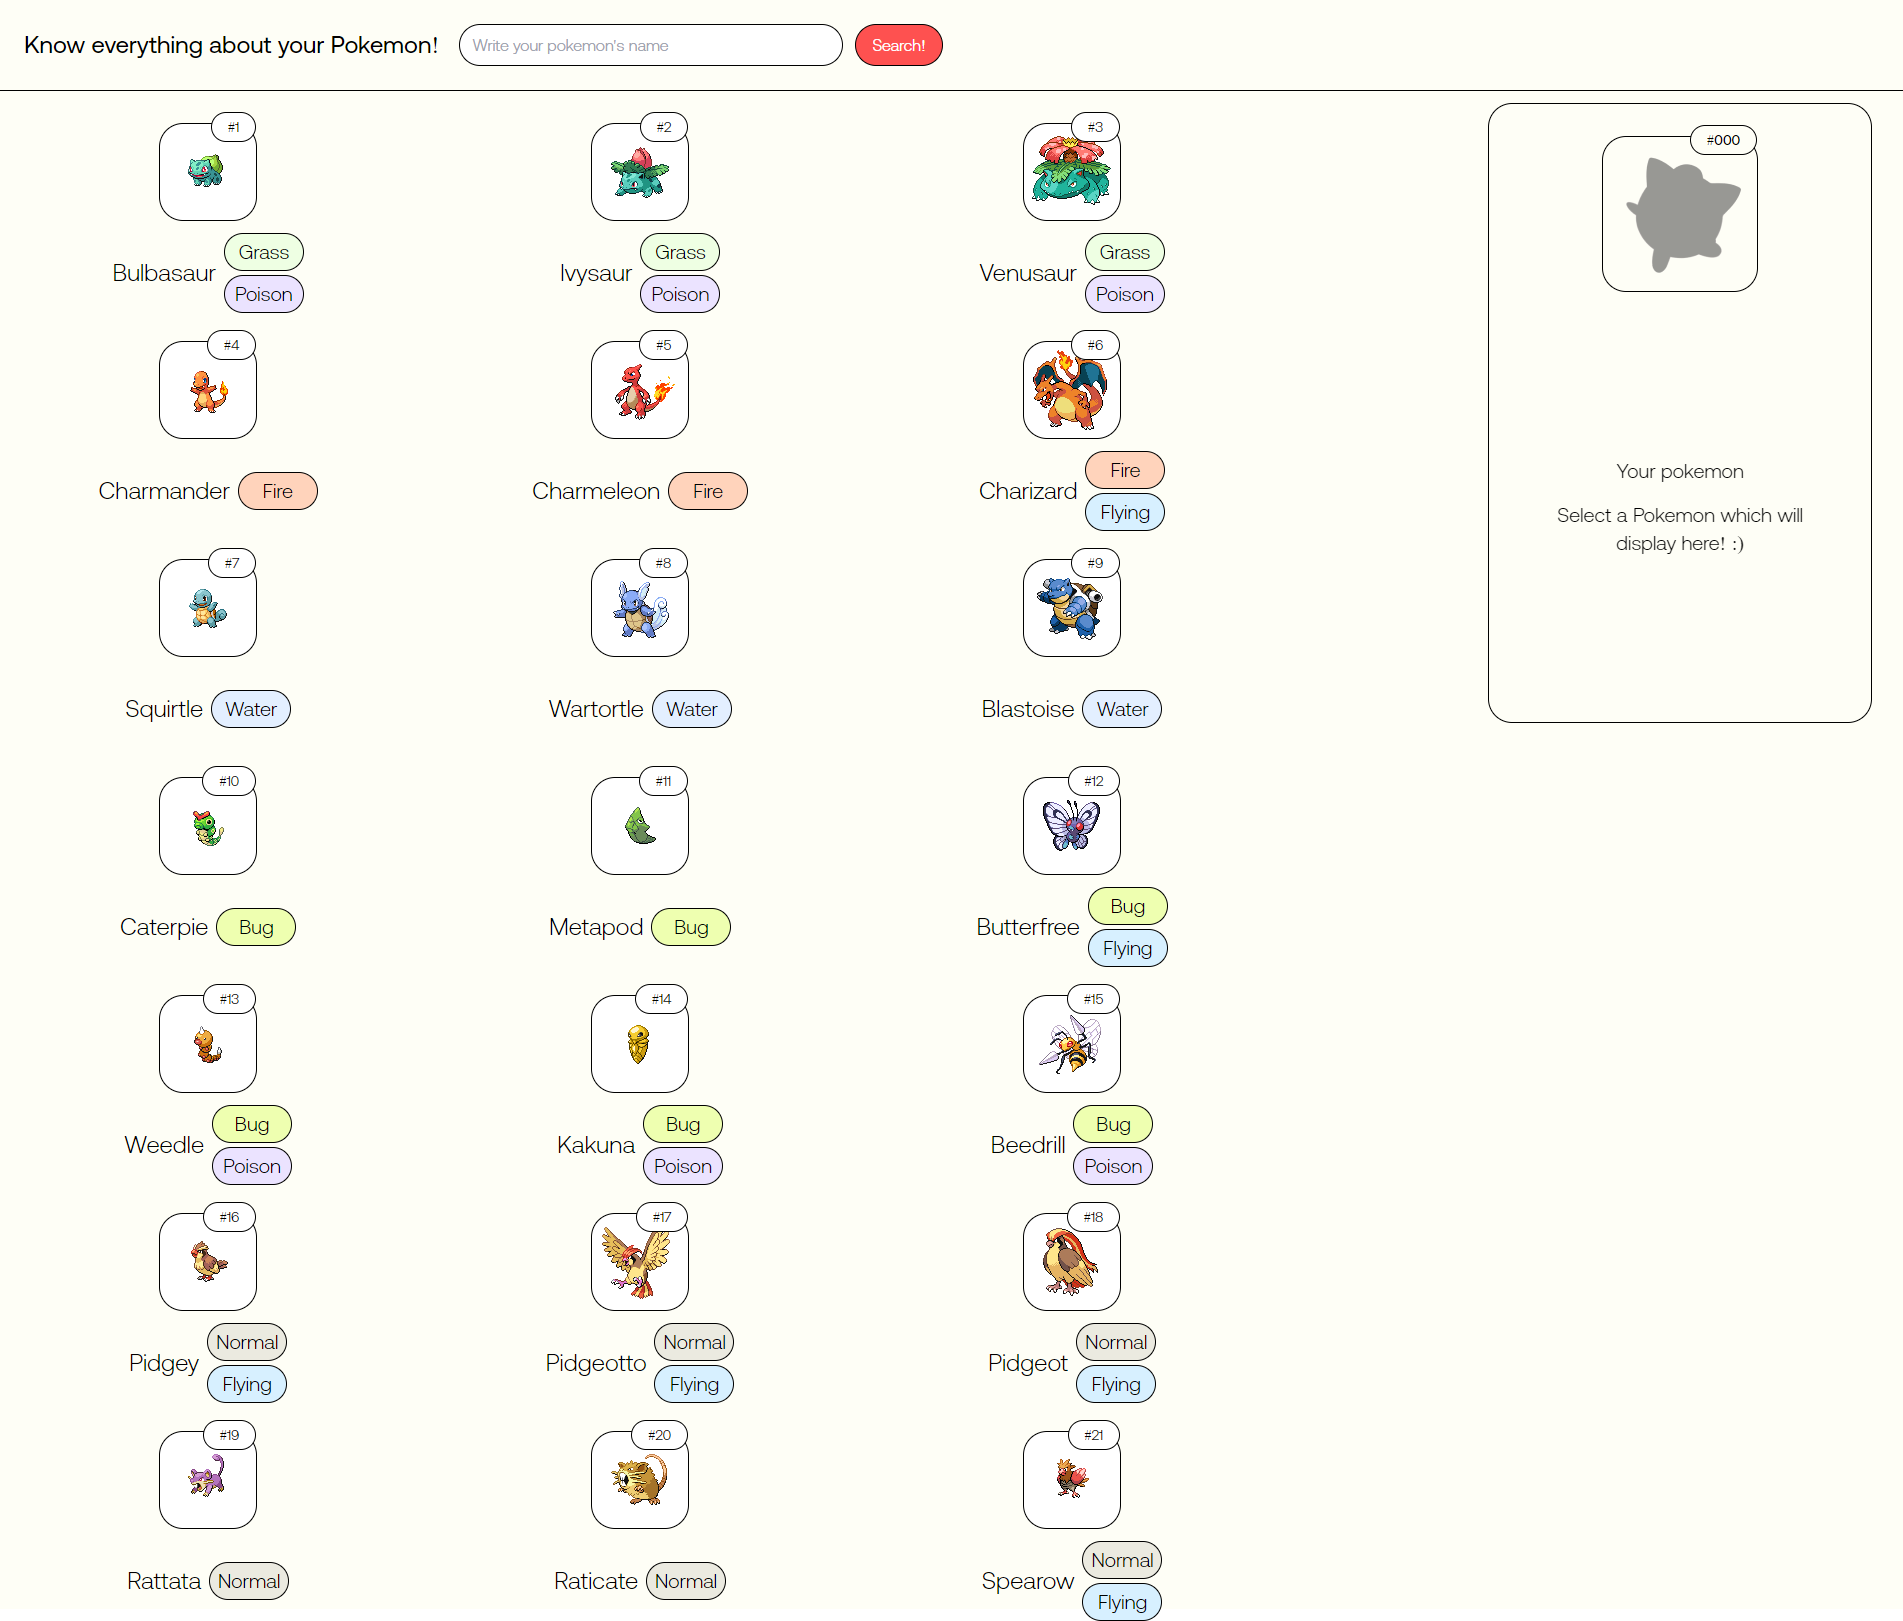 Know everything about your Pokemon!
Write your pokemon's name
Search!
#1
Bulbasaur
Grass
Poison
#2
Ivysaur
Grass
Poison
#3
Venusaur
Grass
Poison
#4
Charmander
Fire
#5
Charmeleon
Fire
#6
Charizard
Fire
Flying
#7
Squirtle
Water
#8
Wartortle
Water
#9
Blastoise
Water
#10
Caterpie
Bug
#11
Metapod
Bug
#12
Butterfree
Bug
Flying
#13
Weedle
Bug
Poison
#14
Kakuna
Bug
Poison
#15
Beedrill
Bug
Poison
#16
Pidgey
Normal
Flying
#17
Pidgeotto
Normal
Flying
#18
Pidgeot
Normal
Flying
#19
Rattata
Normal
#20
Raticate
Normal
#21
Spearow
Normal
Flying
#000
Your pokemon
Select a Pokemon which will
display here! :)